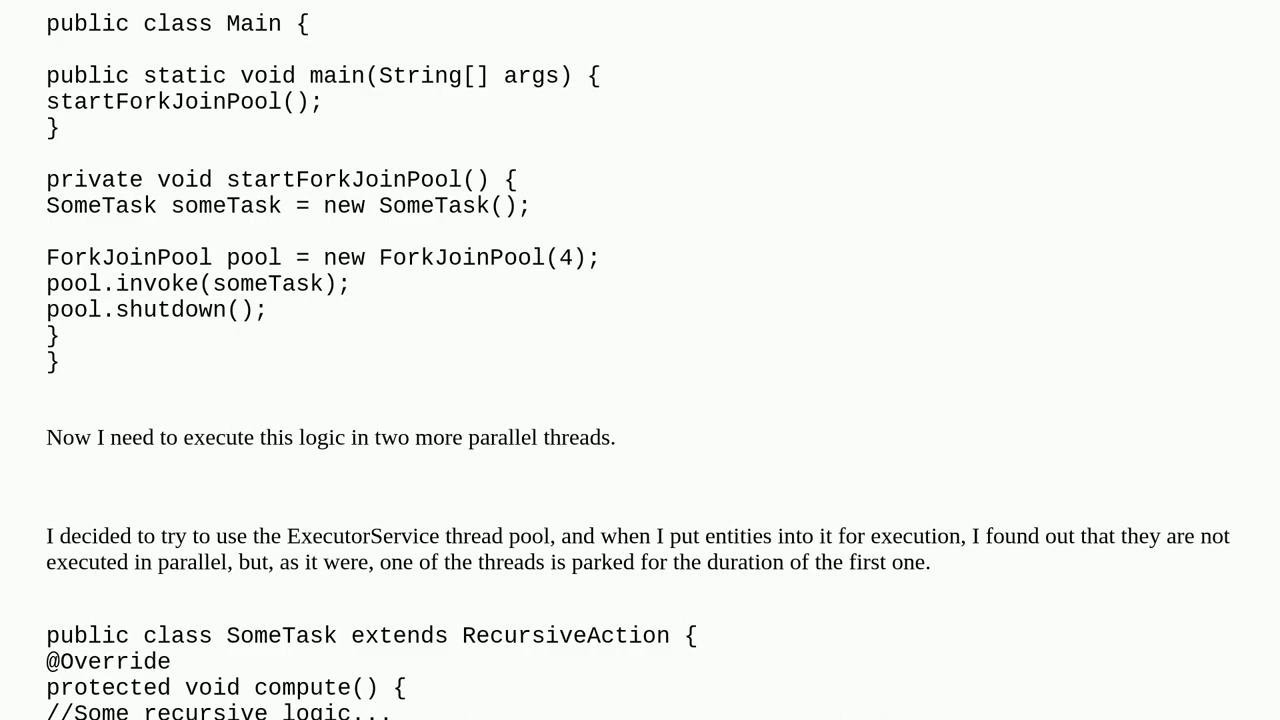 public class Main {
public static void main(String[] args) {
startForkJoinPool();
}
private void startForkJoinPool() {
SomeTask someTask = new SomeTask();
ForkJoinPool pool = new ForkJoinPool(4);
pool.invoke(someTask);
pool.shutdown();
}
}
Now I need to execute this logic in two more parallel threads.
I decided to try to use the ExecutorService thread pool, and when I put entities into it for execution, I found out that they are not
executed in parallel, but, as it were, one of the threads is parked for the duration of the first one.
public class SomeTask extends RecursiveAction {
@Override
protected void compute() {
//Some recursive logic...